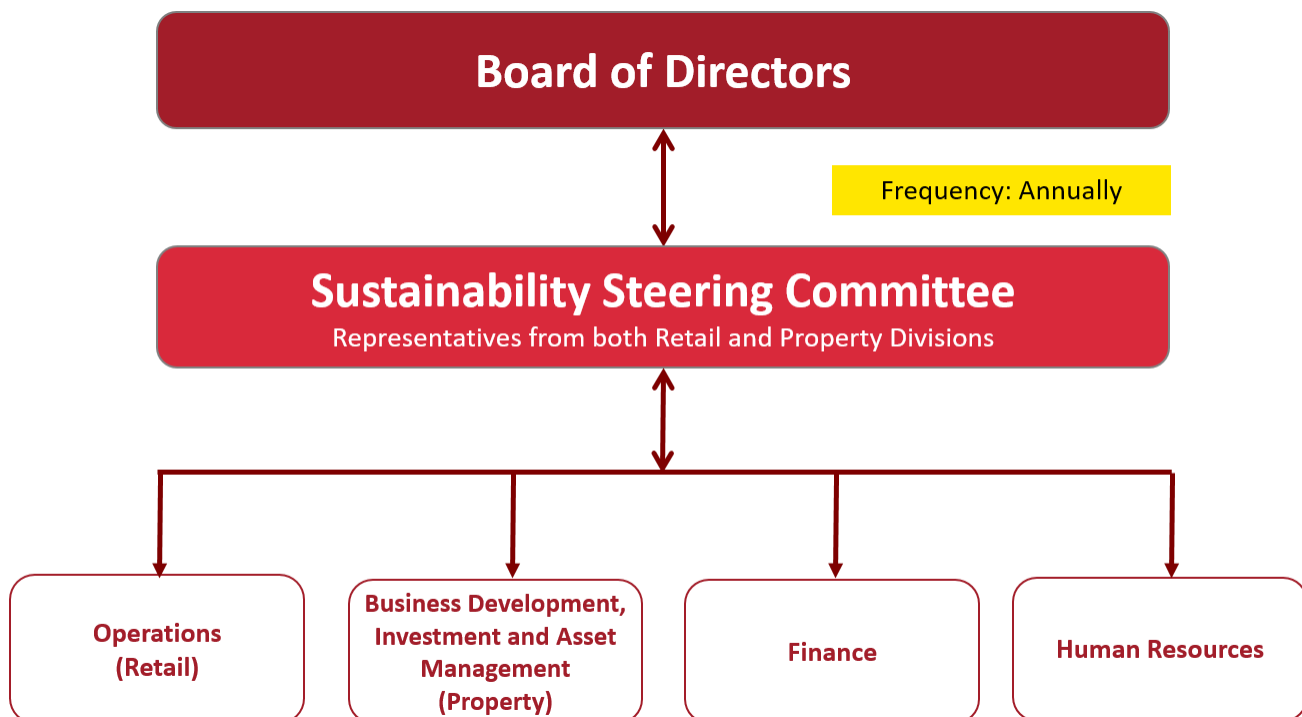 Board of Directors
Frequency: Annually
Sustainability Steering Committee
Representatives from both Retail and Property Divisions
Operations
(Retail)
Business Development,
Investment and Asset
Management
(Property)
Finance
Human Resources